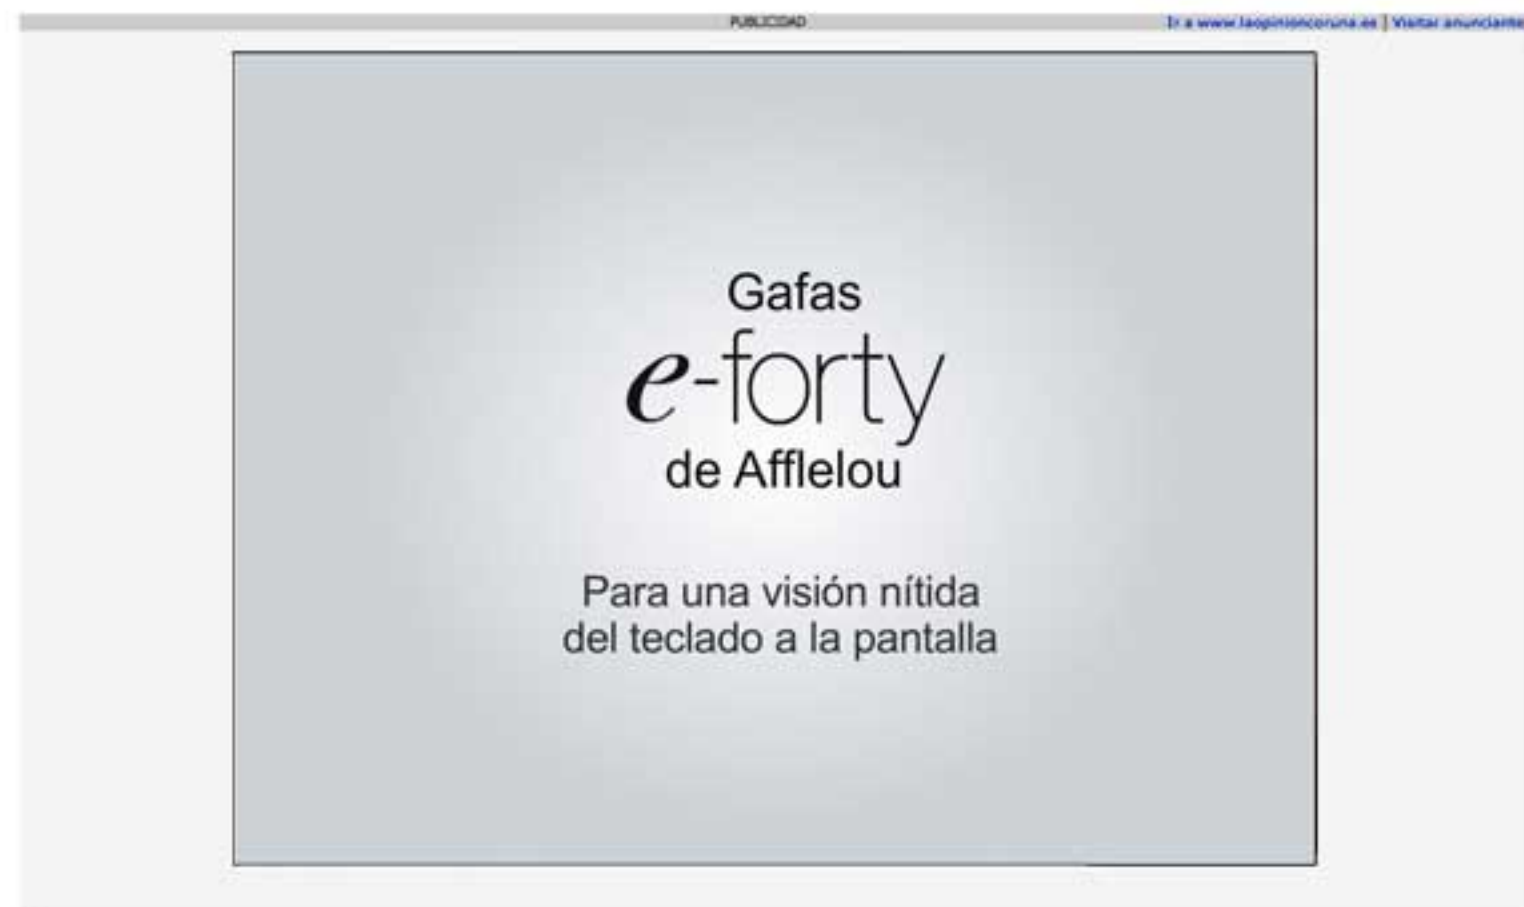 PUBLICIDAD
Ir a www.laopinioncoruna.es | Visitar anunciante
Gafas
e-forty
de Afflelou
Para una visión nítida
del teclado a la pantalla